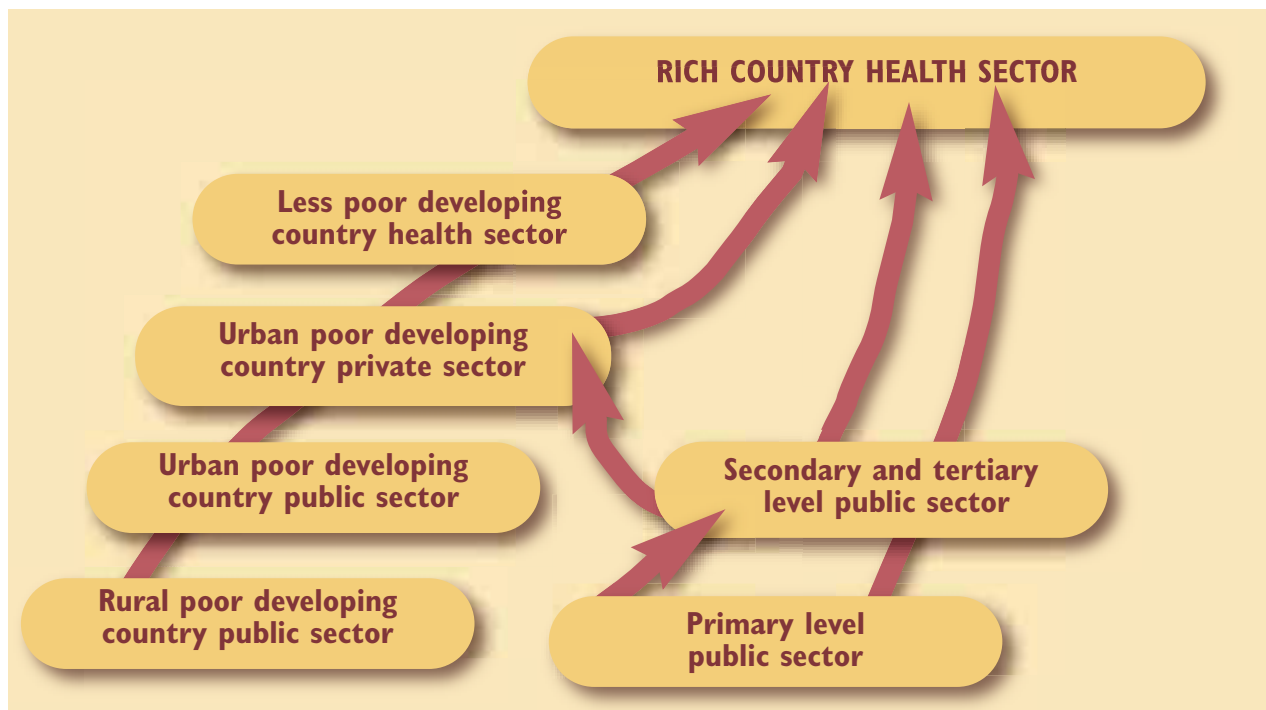 RICH COUNTRY HEALTH SECTOR
Less poor developing
country health sector
Urban poor developing
country private sector
Urban poor developing
country public sector
Secondary and tertiary
level public sector
Rural poor developing
country public sector
Primary level
public sector